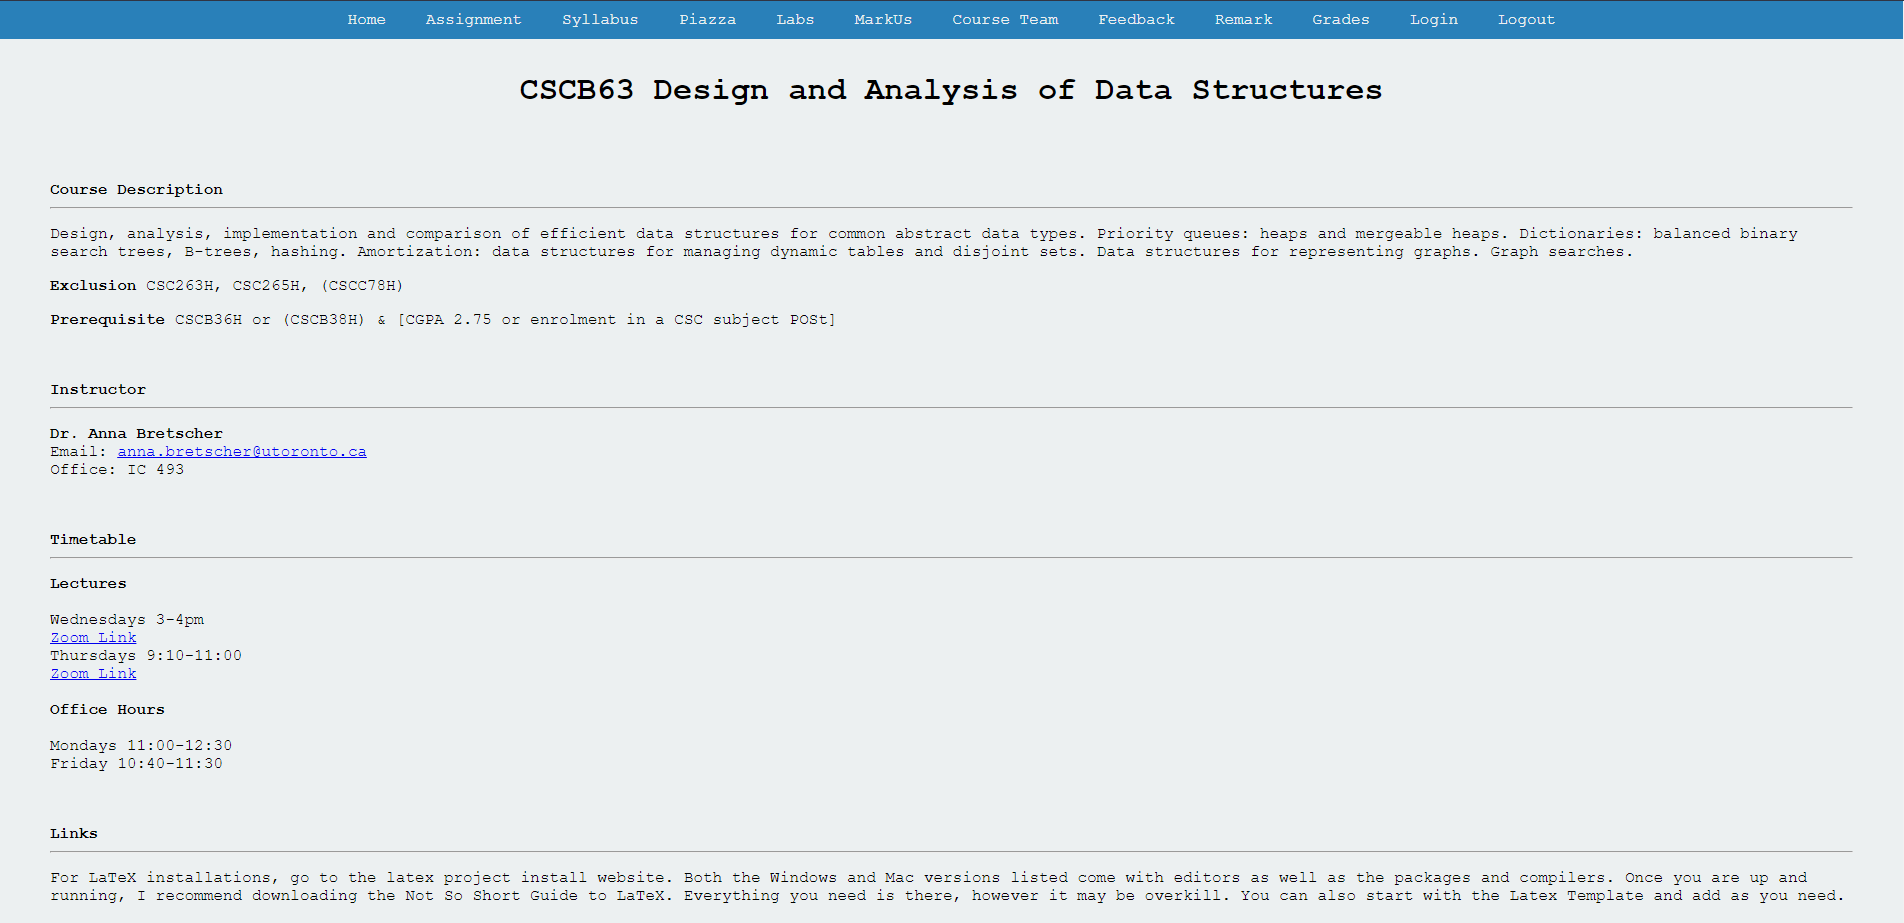 Home Assignment Syllabus Piazza Labs MarkUs Course Team Feedback Remark Grades Login Logout
CSCB63 Design and Analysis of Data Structures
Course Description
Design, analysis, implementation and comparison of efficient data structures for common abstract data types. Priority queues: heaps and mergeable heaps. Dictionaries: balanced binary
search trees, B-trees, hashing. Amortization: data structures for managing dynamic tables and disjoint sets. Data structures for representing graphs. Graph searches.
Exclusion CSC263H, CSC265H, (CSCC78H)
Prerequisite CSCB36H or (CSCB38H) & [CGPA 2.75 or enrolment in a CSC subject POSt]
Instructor
Dr. Anna Bretscher
Email: anna.bretscher@utoronto.ca
Office: IC 493
Timetable
Lectures
Wednesdays 3-4pm
Zoom Link
Thursdays 9:10-11:00
Zoom Link
Office Hours
Mondays 11:00-12:30
Friday 10:40-11:30
Links
For LaTeX installations, go to the latex project install website. Both the Windows and Mac versions listed come with editors as well as the packages and compilers. Once you are up and
running, I recommend downloading the Not So Short Guide to LaTeX. Everything you need is there, however it may be overkill. You can also start with the Latex Template and add as you need.